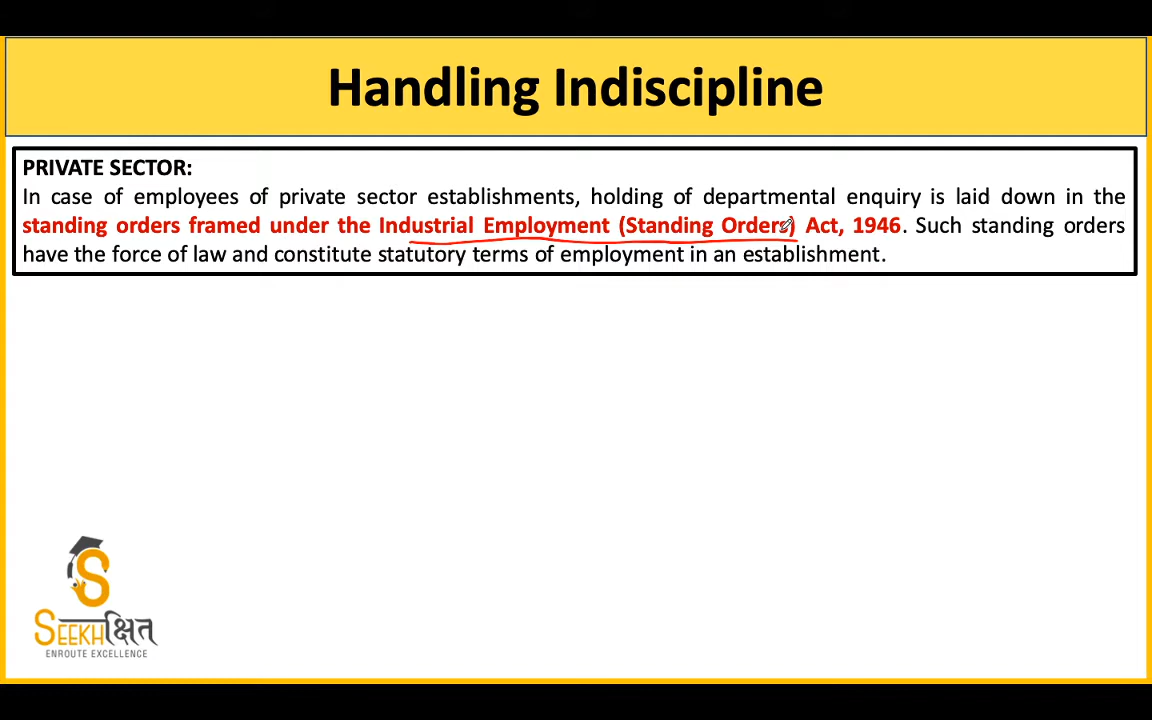 Handling Indiscipline
PRIVATE SECTOR:
In case of employees of private sector establishments, holding of departmental enquiry is laid down in the
standing orders framed under the Industrial Employment (Standing Orders) Act, 1946. Such standing orders
have the force of law and constitute statutory terms of employment in an establishment.
S
SEEKHक्षित
ENROUTE EXCELLENCE